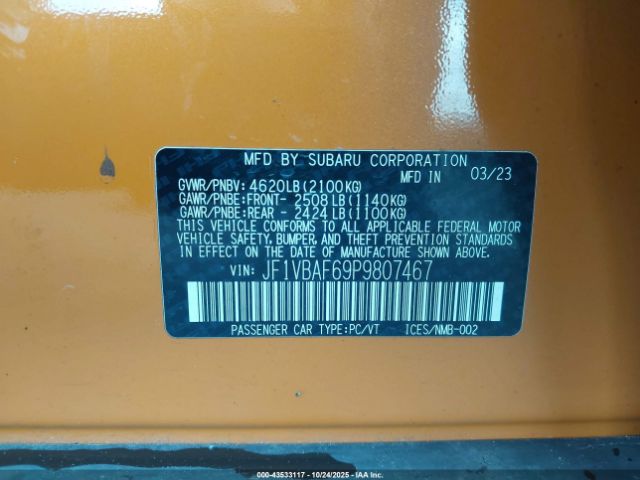 MFD BY SUBARU CORPORATION
MFD IN 03/23
GVWR/PNBV: 4620LB(2100KG)
GAWR/PNBE:FRONT- 2508LB(1140KG)
GAWR/PNBE:REAR - 2424LB(1100KG)
THIS VEHICLE CONFORMS TO ALL APPLICABLE FEDERAL MOTOR
VEHICLE SAFETY, BUMPER, AND THEFT PREVENTION STANDARDS
IN EFFECT ON THE DATE OF MANUFACTURE SHOWN ABOVE.
VIN: JF1VBAF69P9807467
PASSENGER CAR TYPE:PC/VT ICES/NMB-002
000-43533117 - 10/24/2025 - IAA Inc.